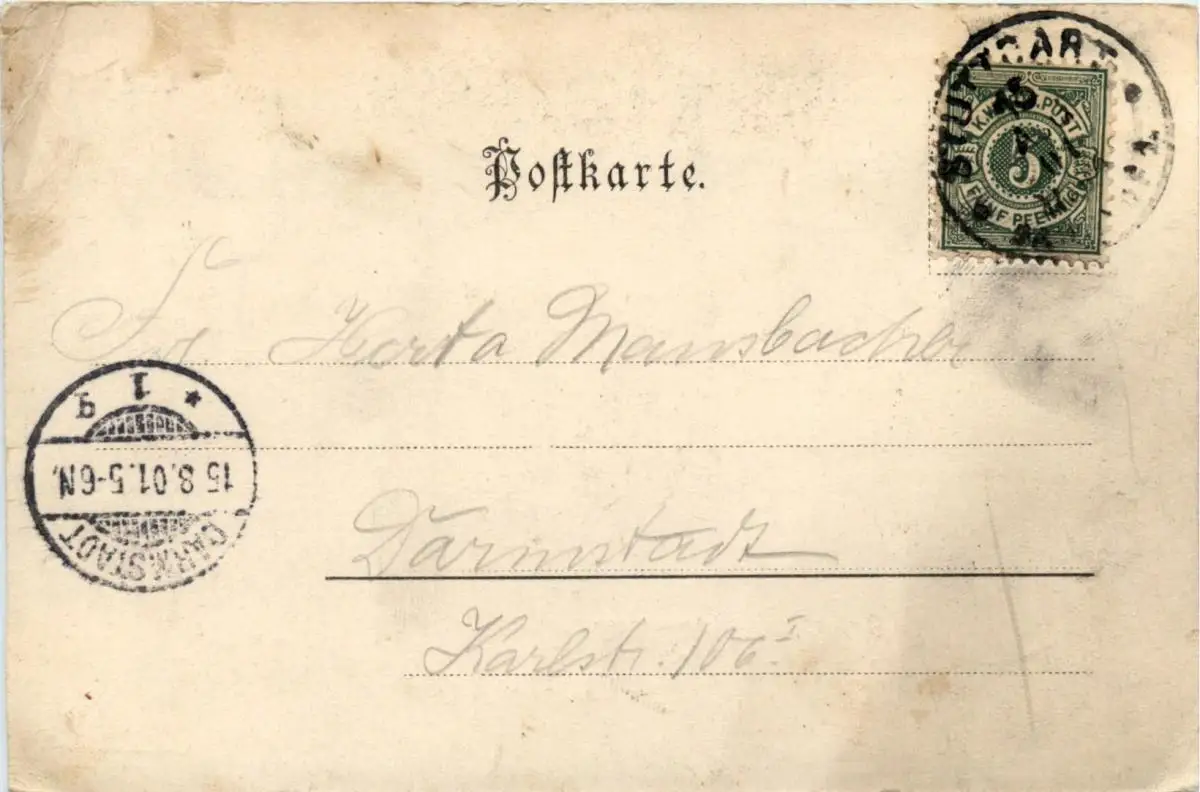 Postkarte.
STUTTGART
15
K.W. POST
5
FÜNF PFENNIG
Frl. Herta Mansbacher
Darmstadt
Karlstr. 106 I
DARMSTADT
15.8.01.5-6N.
* 1 q